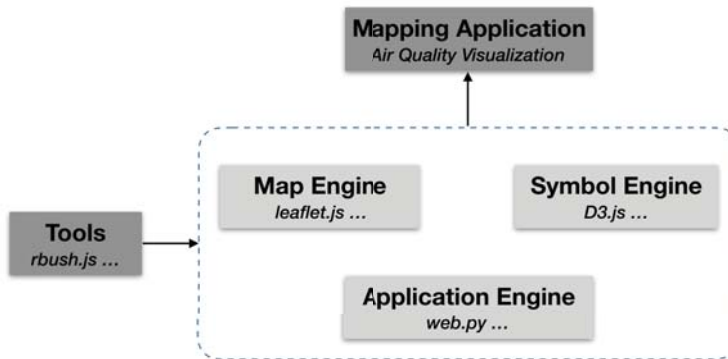 Mapping Application
Air Quality Visualization
Map Engine
leaflet.js ...
Symbol Engine
D3.js ...
Tools
rbush.js ...
Application Engine
web.py ...